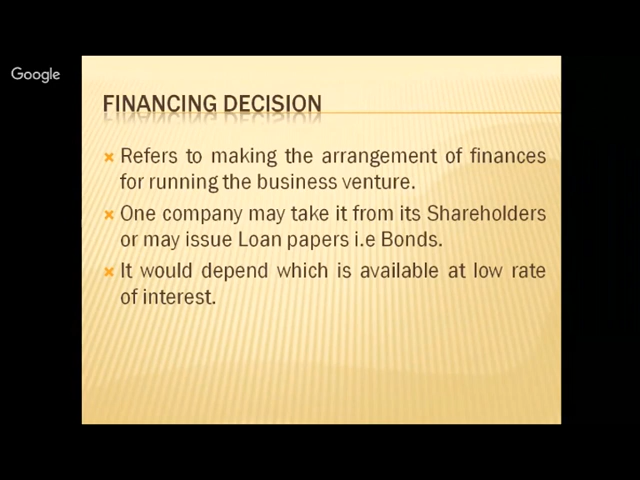 Google
FINANCING DECISION
Refers to making the arrangement of finances
for running the business venture.
One company may take it from its Shareholders
or may issue Loan papers i.e Bonds.
It would depend which is available at low rate
of interest.